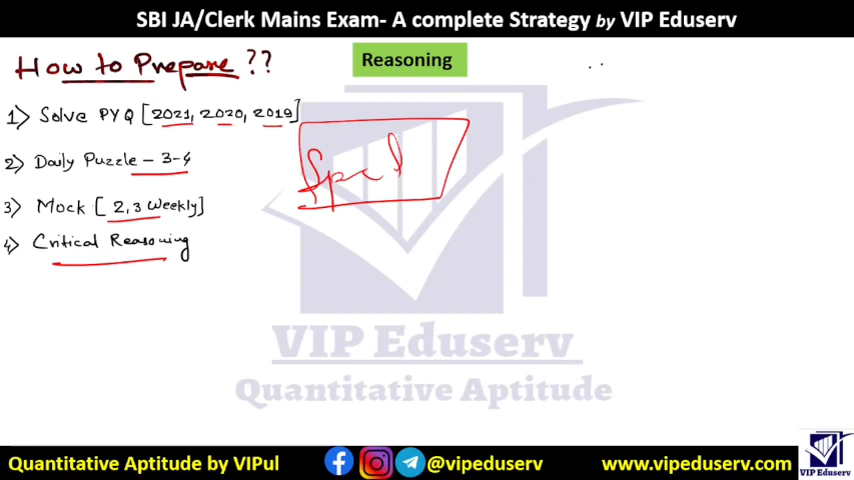 SBI JA/Clerk Mains Exam- A complete Strategy by VIP Eduserv
Reasoning
How to Prepare ??
1) Solve PYQ [2021, 2020, 2019]
2) Daily Puzzle - 3-4
3) Mock [2,3 Weekly]
4) Critical Reasoning
VIP Eduserv
Quantitative Aptitude
Quantitative Aptitude by VIPul
@vipeduserv
www.vipeduserv.com
VIP Eduserv